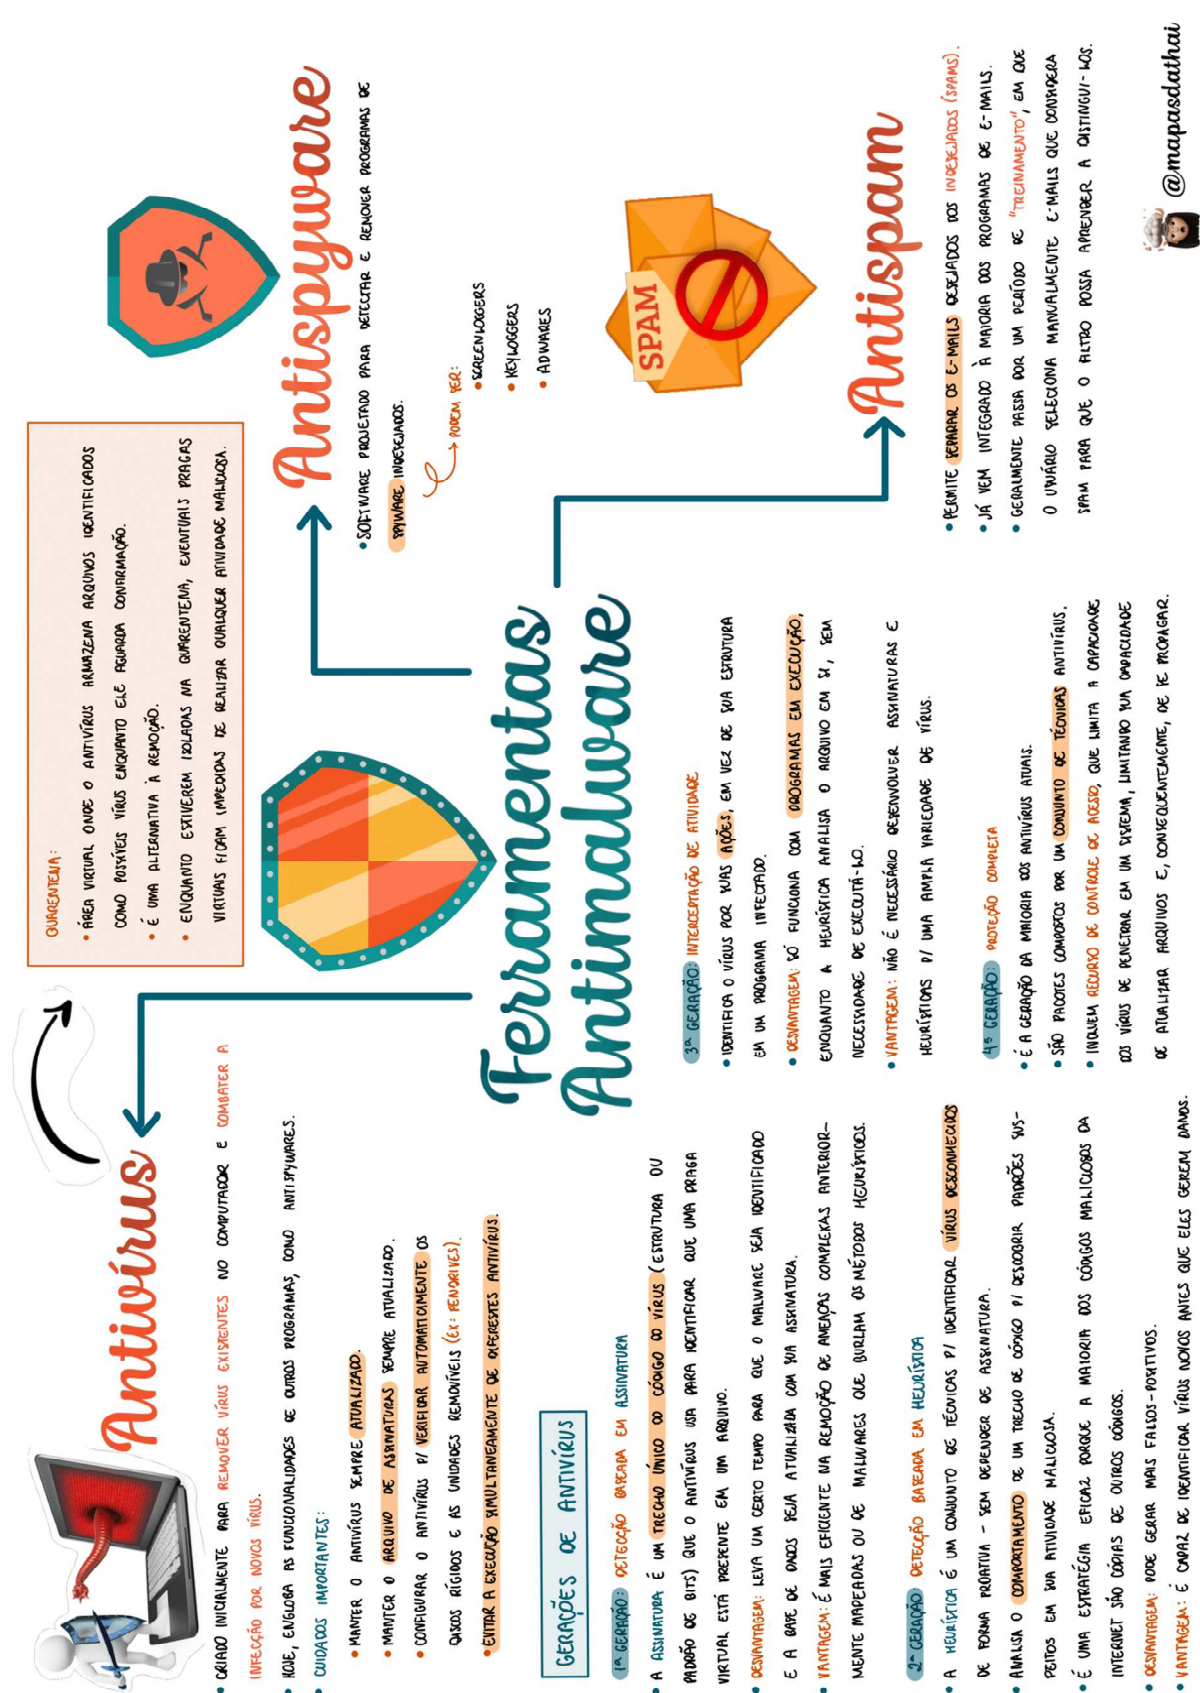 Ferramentas
Antimalware
Antivírus
• CRIADO INICIALMENTE PARA REMOVER VÍRUS EXISTENTES NO COMPUTADOR E COMBATER A
INFECÇÃO POR NOVOS VÍRUS.
• HOJE, ENGLOBA AS FUNCIONALIDADES DE OUTROS PROGRAMAS, COMO ANTISPYWARES.
• CUIDADOS IMPORTANTES:
• MANTER O ANTIVÍRUS SEMPRE ATUALIZADO.
• MANTER O ARQUIVO DE ASSINATURAS SEMPRE ATUALIZADO.
• CONFIGURAR O ANTIVÍRUS P/ VERIFICAR AUTOMATICAMENTE OS
DISCOS RÍGIDOS E AS UNIDADES REMOVÍVEIS (EX: PENDRIVES).
• EVITAR A EXECUÇÃO SIMULTANEAMENTE DE DIFERENTES ANTIVÍRUS.
QUARENTENA:
• ÁREA VIRTUAL ONDE O ANTIVÍRUS ARMAZENA ARQUIVOS IDENTIFICADOS
COMO POSSÍVEIS VÍRUS ENQUANTO ELE AGUARDA CONFIRMAÇÃO.
• É UMA ALTERNATIVA À REMOÇÃO.
• ENQUANTO ESTIVEREM ISOLADAS NA QUARENTENA, EVENTUAIS PRAGAS
VIRTUAIS FICAM IMPEDIDAS DE REALIZAR QUALQUER ATIVIDADE MALICIOSA.
Antispyware
• SOFTWARE PROJETADO PARA DETECTAR E REMOVER PROGRAMAS DE
SPYWARE INDESEJADOS.
PODEM SER:
• SCREENLOGGERS
• KEYLOGGERS
• ADWARES
GERAÇÕES DE ANTIVÍRUS
1ª GERAÇÃO: DETECÇÃO BASEADA EM ASSINATURA
• A ASSINATURA É UM TRECHO ÚNICO DO CÓDIGO DO VÍRUS (ESTRUTURA OU
PADRÃO DE BITS) QUE O ANTIVÍRUS USA PARA IDENTIFICAR QUE UMA PRAGA
VIRTUAL ESTÁ PRESENTE EM UM ARQUIVO.
• DESVANTAGEM: LEVA UM CERTO TEMPO PARA QUE O MALWARE SEJA IDENTIFICADO
E A BASE DE DADOS SEJA ATUALIZADA COM SUA ASSINATURA.
• VANTAGEM: É MAIS EFICIENTE NA REMOÇÃO DE AMEAÇAS COMPLEXAS ANTERIOR-
MENTE MAPEADAS OU DE MALWARES QUE BURLAM OS MÉTODOS HEURÍSTICOS.
2ª GERAÇÃO DETECÇÃO BASEADA EM HEURÍSTICA
• A HEURÍSTICA É UM CONJUNTO DE TÉCNICAS P/ IDENTIFICAR VÍRUS DESCONHECIDOS
DE FORMA PROATIVA - SEM DEPENDER DE ASSINATURA.
• ANALISA O COMPORTAMENTO DE UM TRECHO DE CÓDIGO P/ DESCOBRIR PADRÕES SUS-
PEITOS EM SUA ATIVIDADE MALICIOSA.
• É UMA ESTRATÉGIA EFICAZ PORQUE A MAIORIA DOS CÓDIGOS MALICIOSOS DA
INTERNET SÃO CÓPIAS DE OUTROS CÓDIGOS.
• DESVANTAGEM: PODE GERAR MAIS FALSOS-POSITIVOS.
• VANTAGEM: É CAPAZ DE IDENTIFICAR VÍRUS NOVOS ANTES QUE ELES GEREM DANOS.
3ª GERAÇÃO: INTERCEPTAÇÃO DE ATIVIDADE
• IDENTIFICA O VÍRUS POR SUAS AÇÕES, EM VEZ DE SUA ESTRUTURA
EM UM PROGRAMA INFECTADO.
• DESVANTAGEM: SÓ FUNCIONA COM PROGRAMAS EM EXECUÇÃO,
ENQUANTO A HEURÍSTICA ANALISA O ARQUIVO EM SI, SEM
NECESSIDADE DE EXECUTÁ-LO.
• VANTAGEM: NÃO É NECESSÁRIO DESENVOLVER ASSINATURAS E
HEURÍSTICAS P/ UMA AMPLA VARIEDADE DE VÍRUS.
4ª GERAÇÃO: PROTEÇÃO COMPLETA
• É A GERAÇÃO DA MAIORIA DOS ANTIVÍRUS ATUAIS.
• SÃO PACOTES COMPOSTOS POR UM CONJUNTO DE TÉCNICAS ANTIVÍRUS.
• INCLUEM RECURSO DE CONTROLE DE ACESSO, QUE LIMITA A CAPACIDADE
DOS VÍRUS DE PENETRAR EM UM SISTEMA, LIMITANDO SUA CAPACIDADE
DE ATUALIZAR ARQUIVOS E, CONSEQUENTEMENTE, DE SE PROPAGAR.
SPAM
Antispam
• PERMITE SEPARAR OS E-MAILS DESEJADOS DOS INDESEJADOS (SPAMS).
• JÁ VEM INTEGRADO À MAIORIA DOS PROGRAMAS DE E-MAILS.
• GERALMENTE PASSA POR UM PERÍODO DE "TREINAMENTO", EM QUE
O USUÁRIO SELECIONA MANUALMENTE E-MAILS QUE CONSIDERA
SPAM PARA QUE O FILTRO POSSA APRENDER A DISTINGUI-LOS.
@mapasdathai